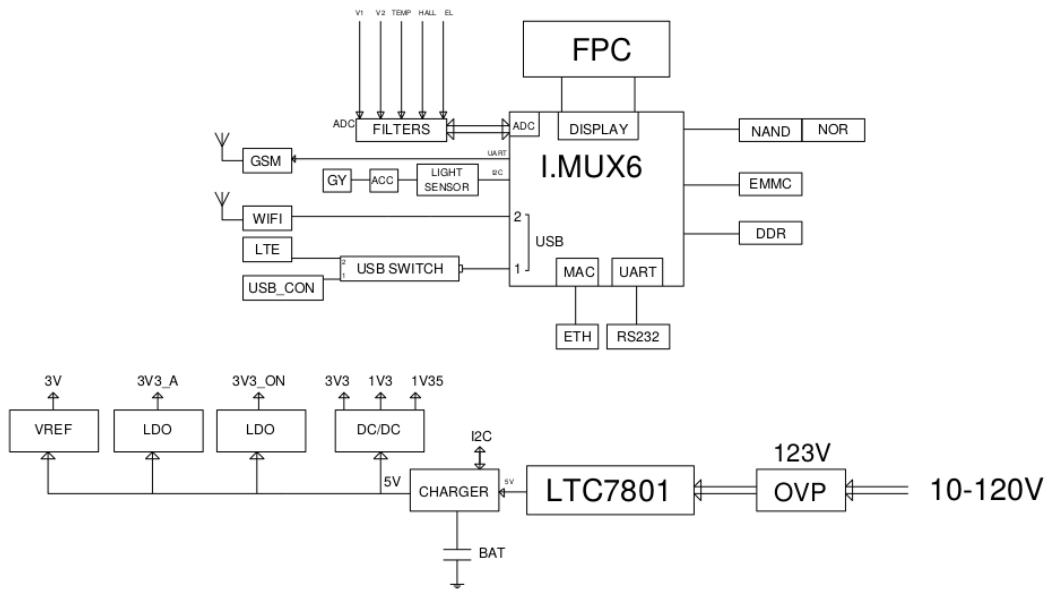 V1 V2 TEMP HALL EL
FPC
ADC FILTERS ADC DISPLAY
NAND NOR
GSM UART
I.MUX6
GY ACC LIGHT SENSOR I2C
EMMC
WIFI 2
USB
DDR
LTE
2
1
USB SWITCH 1
USB_CON
MAC UART
ETH RS232
3V 3V3_A 3V3_ON 3V3 1V3 1V35
VREF LDO LDO DC/DC
I2C
123V
5V CHARGER 5V LTC7801 OVP 10-120V
BAT